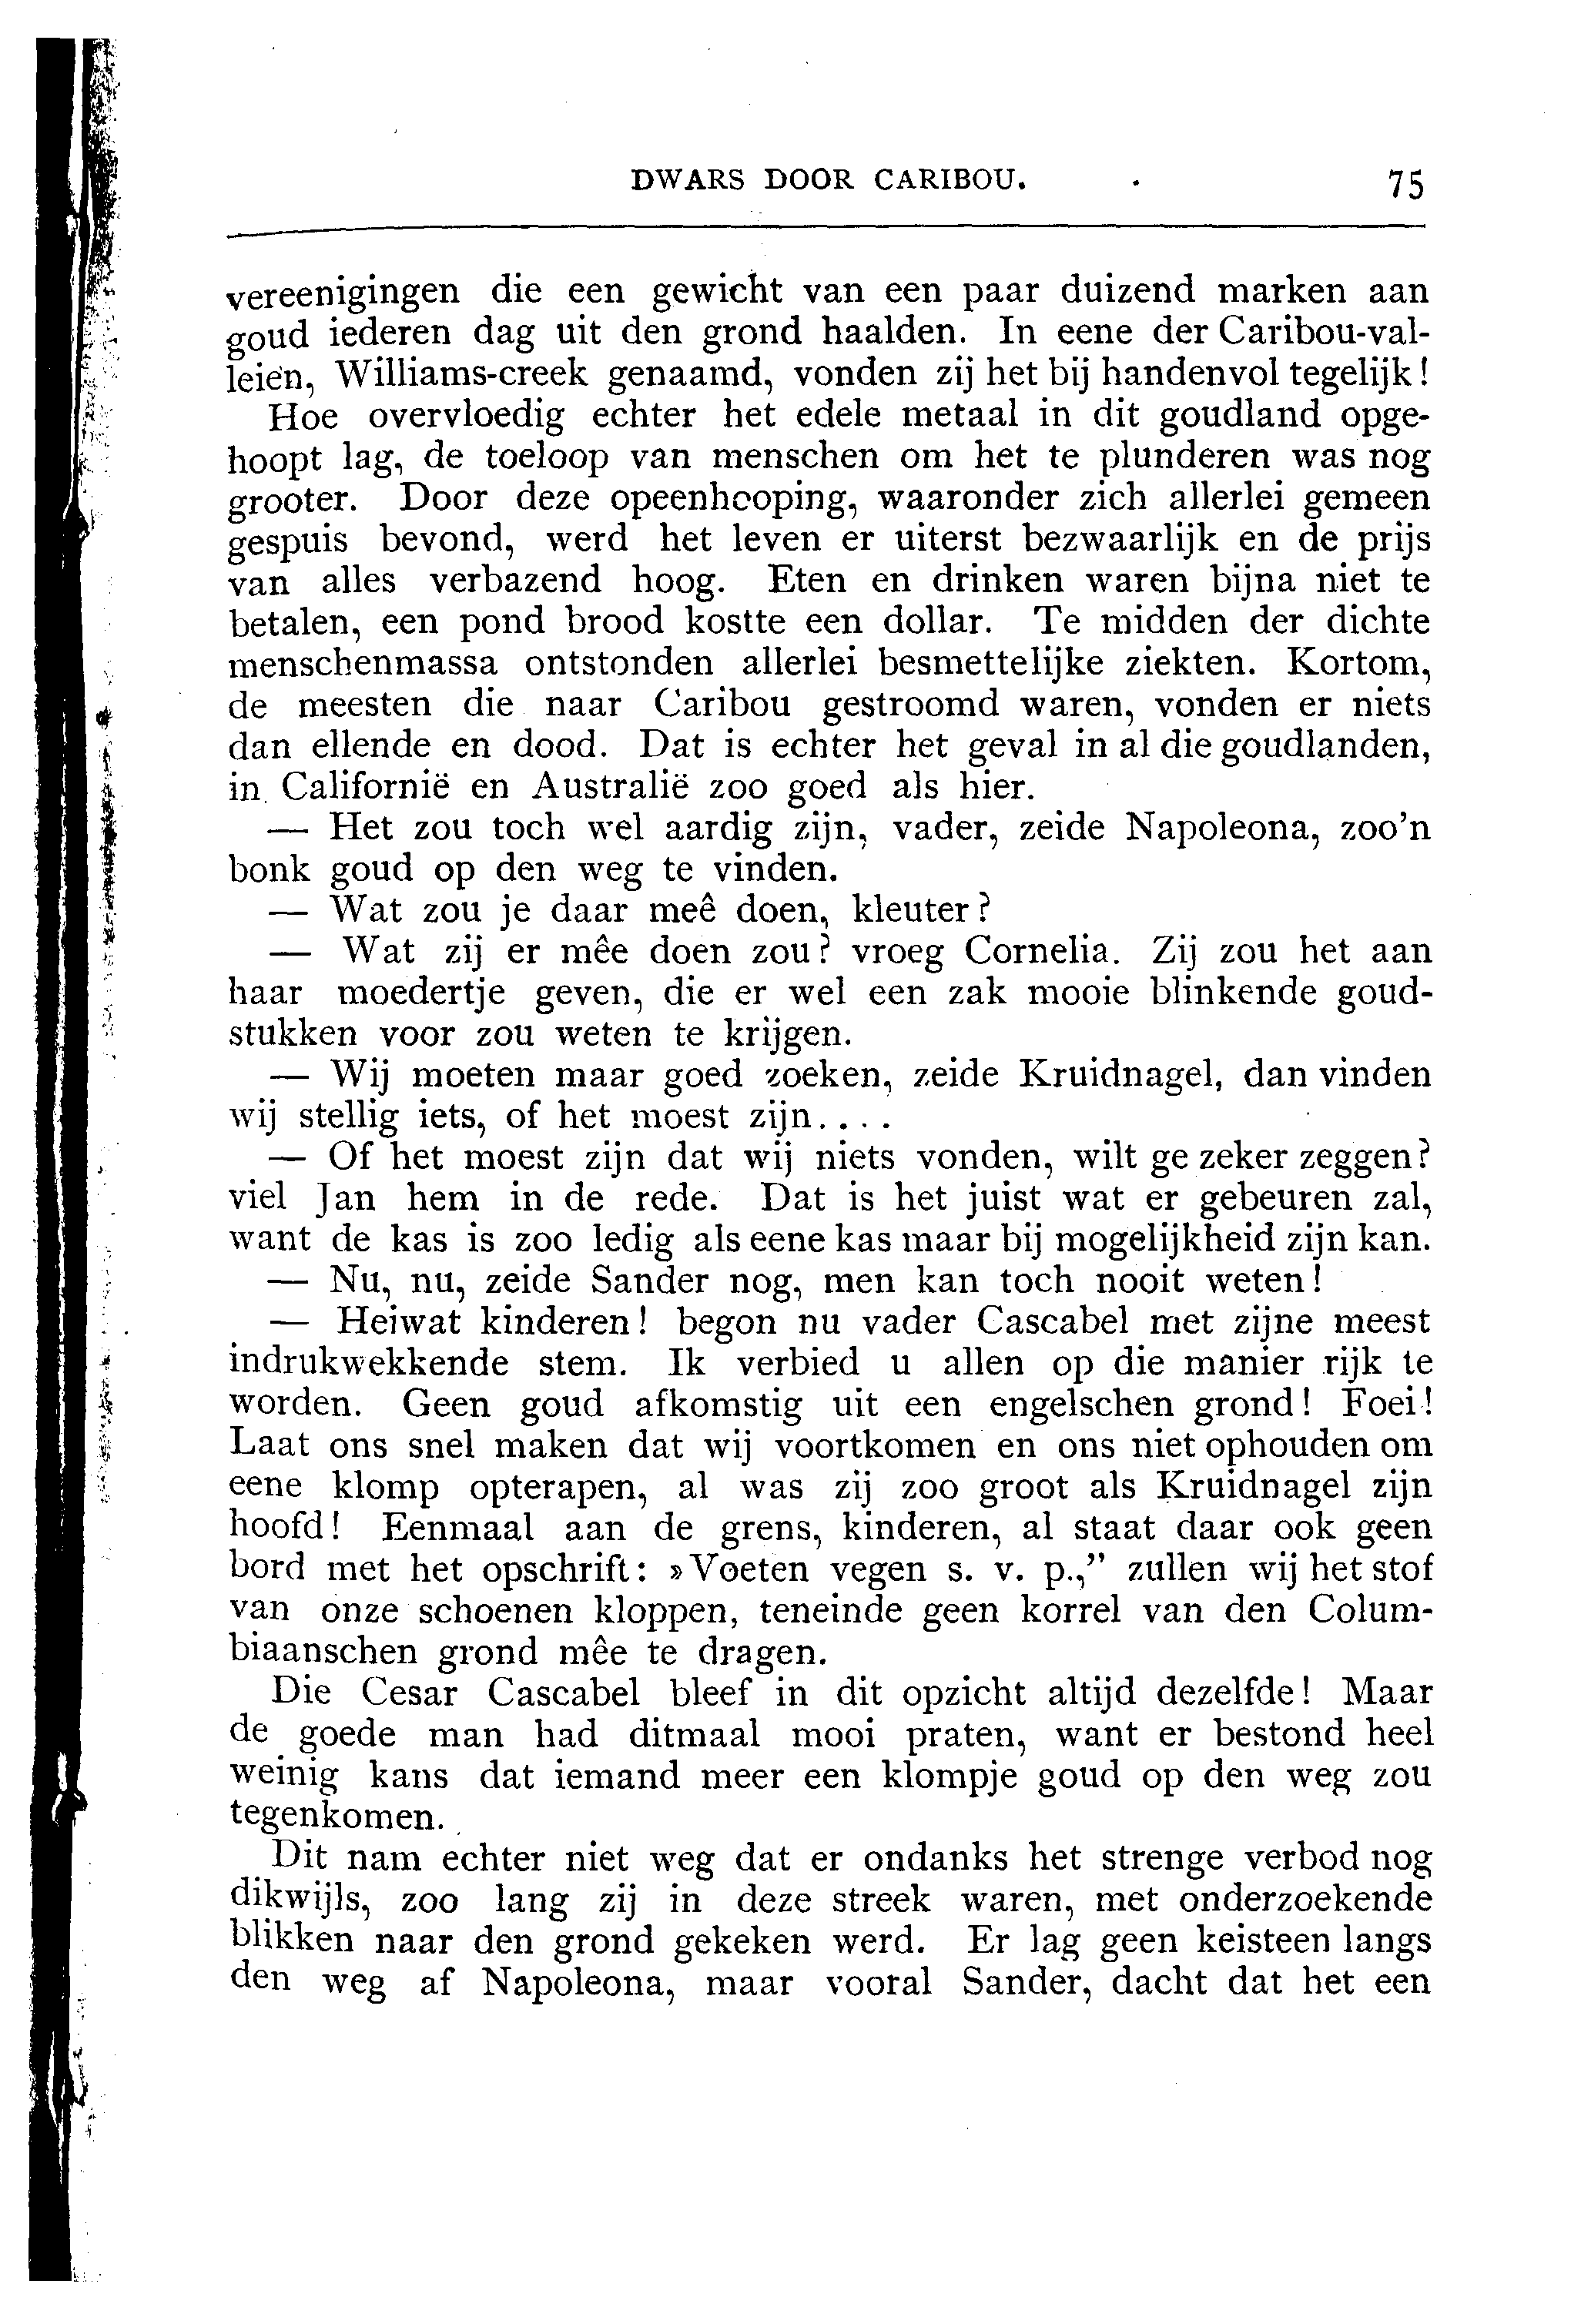 DWARS DOOR CARIBOU. 75
vereenigingen die een gewicht van een paar duizend marken aan
goud iederen dag uit den grond haalden. In eene der Caribou-val-
leien, Williams-creek genaamd, vonden zij het bij handenvol tegelijk!
Hoe overvloedig echter het edele metaal in dit goudland opge-
hoopt lag, de toeloop van menschen om het te plunderen was nog
grooter. Door deze opeenhooping, waaronder zich allerlei gemeen
gespuis bevond, werd het leven er uiterst bezwaarlijk en de prijs
van alles verbazend hoog. Eten en drinken waren bijna niet te
betalen, een pond brood kostte een dollar. Te midden der dichte
menschenmassa ontstonden allerlei besmettelijke ziekten. Kortom,
de meesten die naar Caribou gestroomd waren, vonden er niets
dan ellende en dood. Dat is echter het geval in al die goudlanden,
in Californië en Australië zoo goed als hier.
— Het zou toch wel aardig zijn, vader, zeide Napoleona, zoo'n
bonk goud op den weg te vinden.
— Wat zou je daar meê doen, kleuter?
— Wat zij er mêe doen zou? vroeg Cornelia. Zij zou het aan
haar moedertje geven, die er wel een zak mooie blinkende goud-
stukken voor zou weten te krijgen.
— Wij moeten maar goed zoeken, zeide Kruidnagel, dan vinden
wij stellig iets, of het moest zijn....
— Of het moest zijn dat wij niets vonden, wilt ge zeker zeggen?
viel Jan hem in de rede. Dat is het juist wat er gebeuren zal,
want de kas is zoo ledig als eene kas maar bij mogelijkheid zijn kan.
— Nu, nu, zeide Sander nog, men kan toch nooit weten!
— Heiwat kinderen! begon nu vader Cascabel met zijne meest
indrukwekkende stem. Ik verbied u allen op die manier rijk te
worden. Geen goud afkomstig uit een engelschen grond! Foei!
Laat ons snel maken dat wij voortkomen en ons niet ophouden om
eene klomp opterapen, al was zij zoo groot als Kruidnagel zijn
hoofd! Eenmaal aan de grens, kinderen, al staat daar ook geen
bord met het opschrift: »Voeten vegen s. v. p.,” zullen wij het stof
van onze schoenen kloppen, teneinde geen korrel van den Colum-
biaanschen grond mêe te dragen.
Die Cesar Cascabel bleef in dit opzicht altijd dezelfde! Maar
de goede man had ditmaal mooi praten, want er bestond heel
weinig kans dat iemand meer een klompje goud op den weg zou
tegenkomen.
Dit nam echter niet weg dat er ondanks het strenge verbod nog
dikwijls, zoo lang zij in deze streek waren, met onderzoekende
blikken naar den grond gekeken werd. Er lag geen keisteen langs
den weg af Napoleona, maar vooral Sander, dacht dat het een